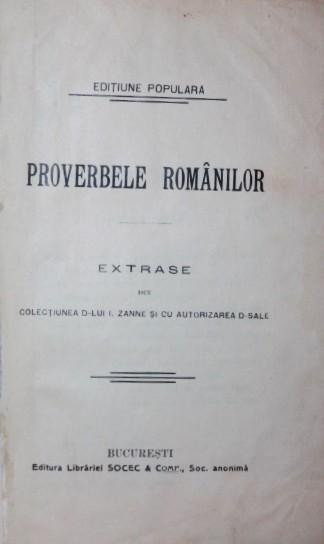 EDIȚIUNE POPULARA
PROVERBELE ROMÂNILOR
EXTRASE
DIN
COLECȚIUNEA D-LUI I. ZANNE ȘI CU AUTORIZAREA D-SALE
BUCUREȘTI
Editura Librăriei SOCEC & Comp., Soc. anonimă